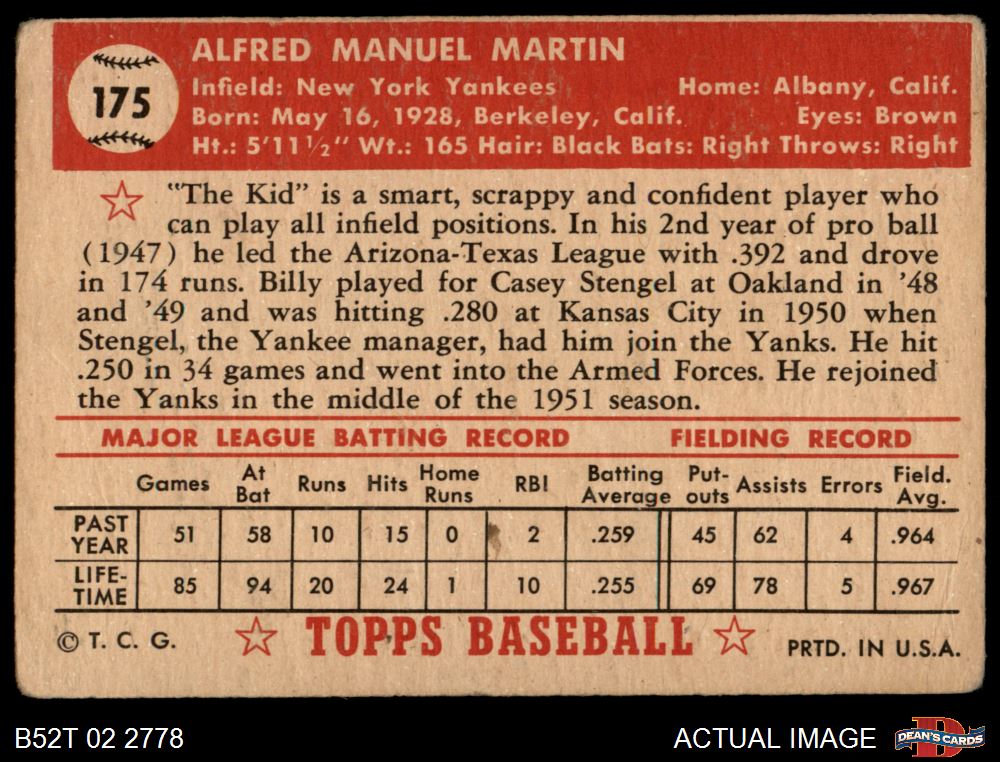 175
ALFRED MANUEL MARTIN
Infield: New York Yankees Home: Albany, Calif.
Born: May 16, 1928, Berkeley, Calif. Eyes: Brown
Ht.: 5'11½" Wt.: 165 Hair: Black Bats: Right Throws: Right
"The Kid" is a smart, scrappy and confident player who
can play all infield positions. In his 2nd year of pro ball
(1947) he led the Arizona-Texas League with .392 and drove
in 174 runs. Billy played for Casey Stengel at Oakland in '48
and '49 and was hitting .280 at Kansas City in 1950 when
Stengel, the Yankee manager, had him join the Yanks. He hit
.250 in 34 games and went into the Armed Forces. He rejoined
the Yanks in the middle of the 1951 season.
MAJOR LEAGUE BATTING RECORD FIELDING RECORD
Games At Bat Runs Hits Home Runs RBI Batting Average Put-outs Assists Errors Field. Avg.
PAST YEAR 51 58 10 15 0 2 .259 45 62 4 .964
LIFE-TIME 85 94 20 24 1 10 .255 69 78 5 .967
© T. C. G. TOPPS BASEBALL PRTD. IN U.S.A.
B52T 02 2778 ACTUAL IMAGE DEAN'S CARDS